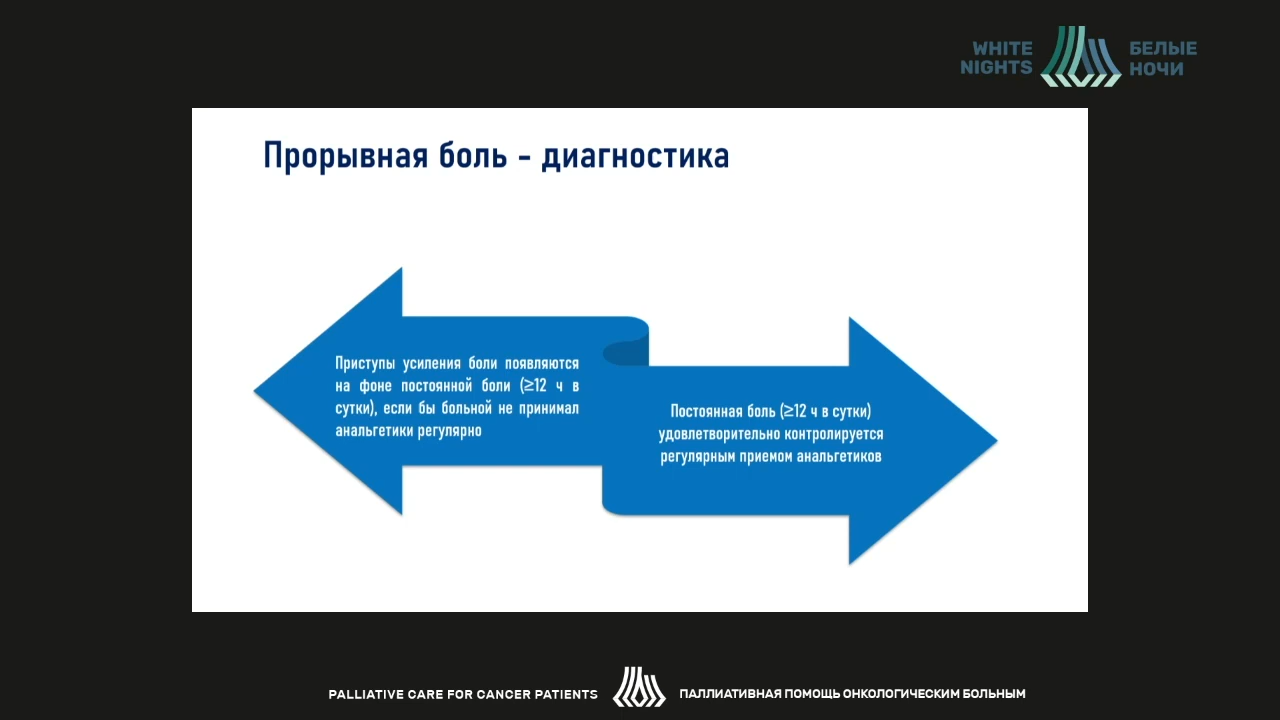 WHITE
NIGHTS
БЕЛЫЕ
НОЧИ
Прорывная боль - диагностика
Приступы усиления боли появляются
на фоне постоянной боли (≥12 ч в
сутки), если бы больной не принимал
анальгетики регулярно
Постоянная боль (≥12 ч в сутки)
удовлетворительно контролируется
регулярным приемом анальгетиков
PALLIATIVE CARE FOR CANCER PATIENTS
ПАЛЛИАТИВНАЯ ПОМОЩЬ ОНКОЛОГИЧЕСКИМ БОЛЬНЫМ